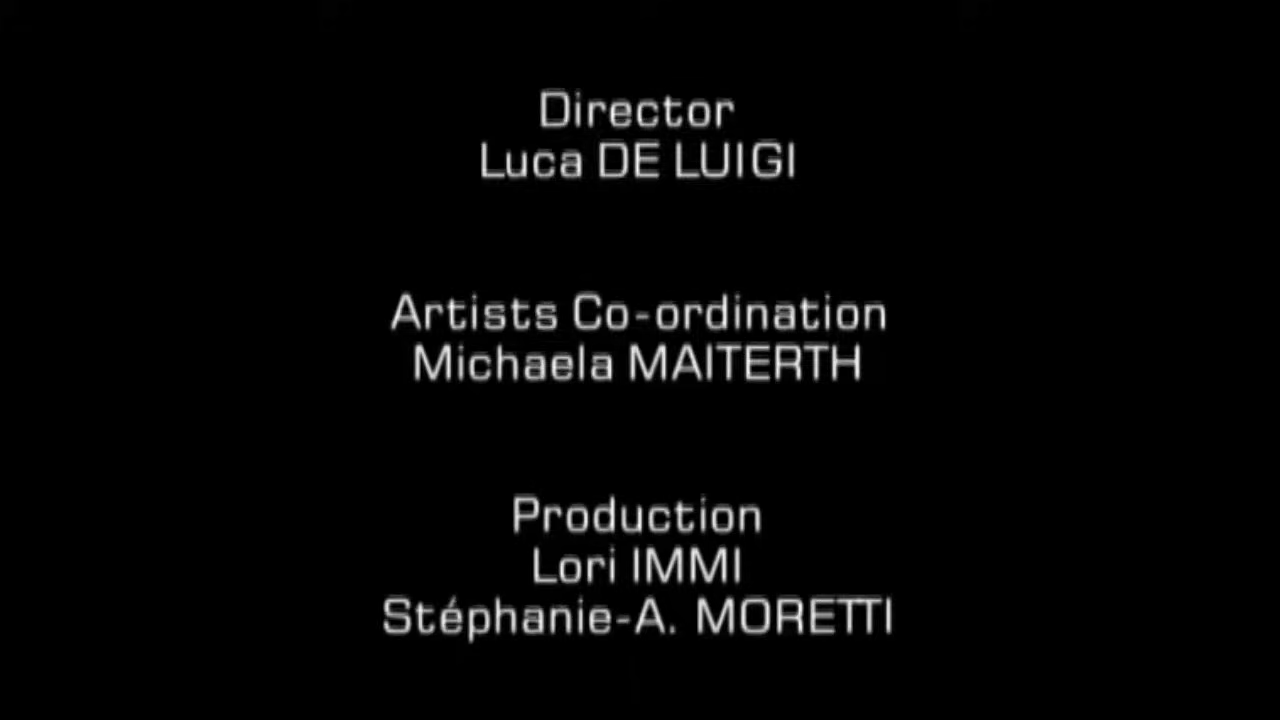 Director
Luca DE LUIGI
Artists Co-ordination
Michaela MAITERTH
Production
Lori IMMI
Stéphanie-A. MORETTI